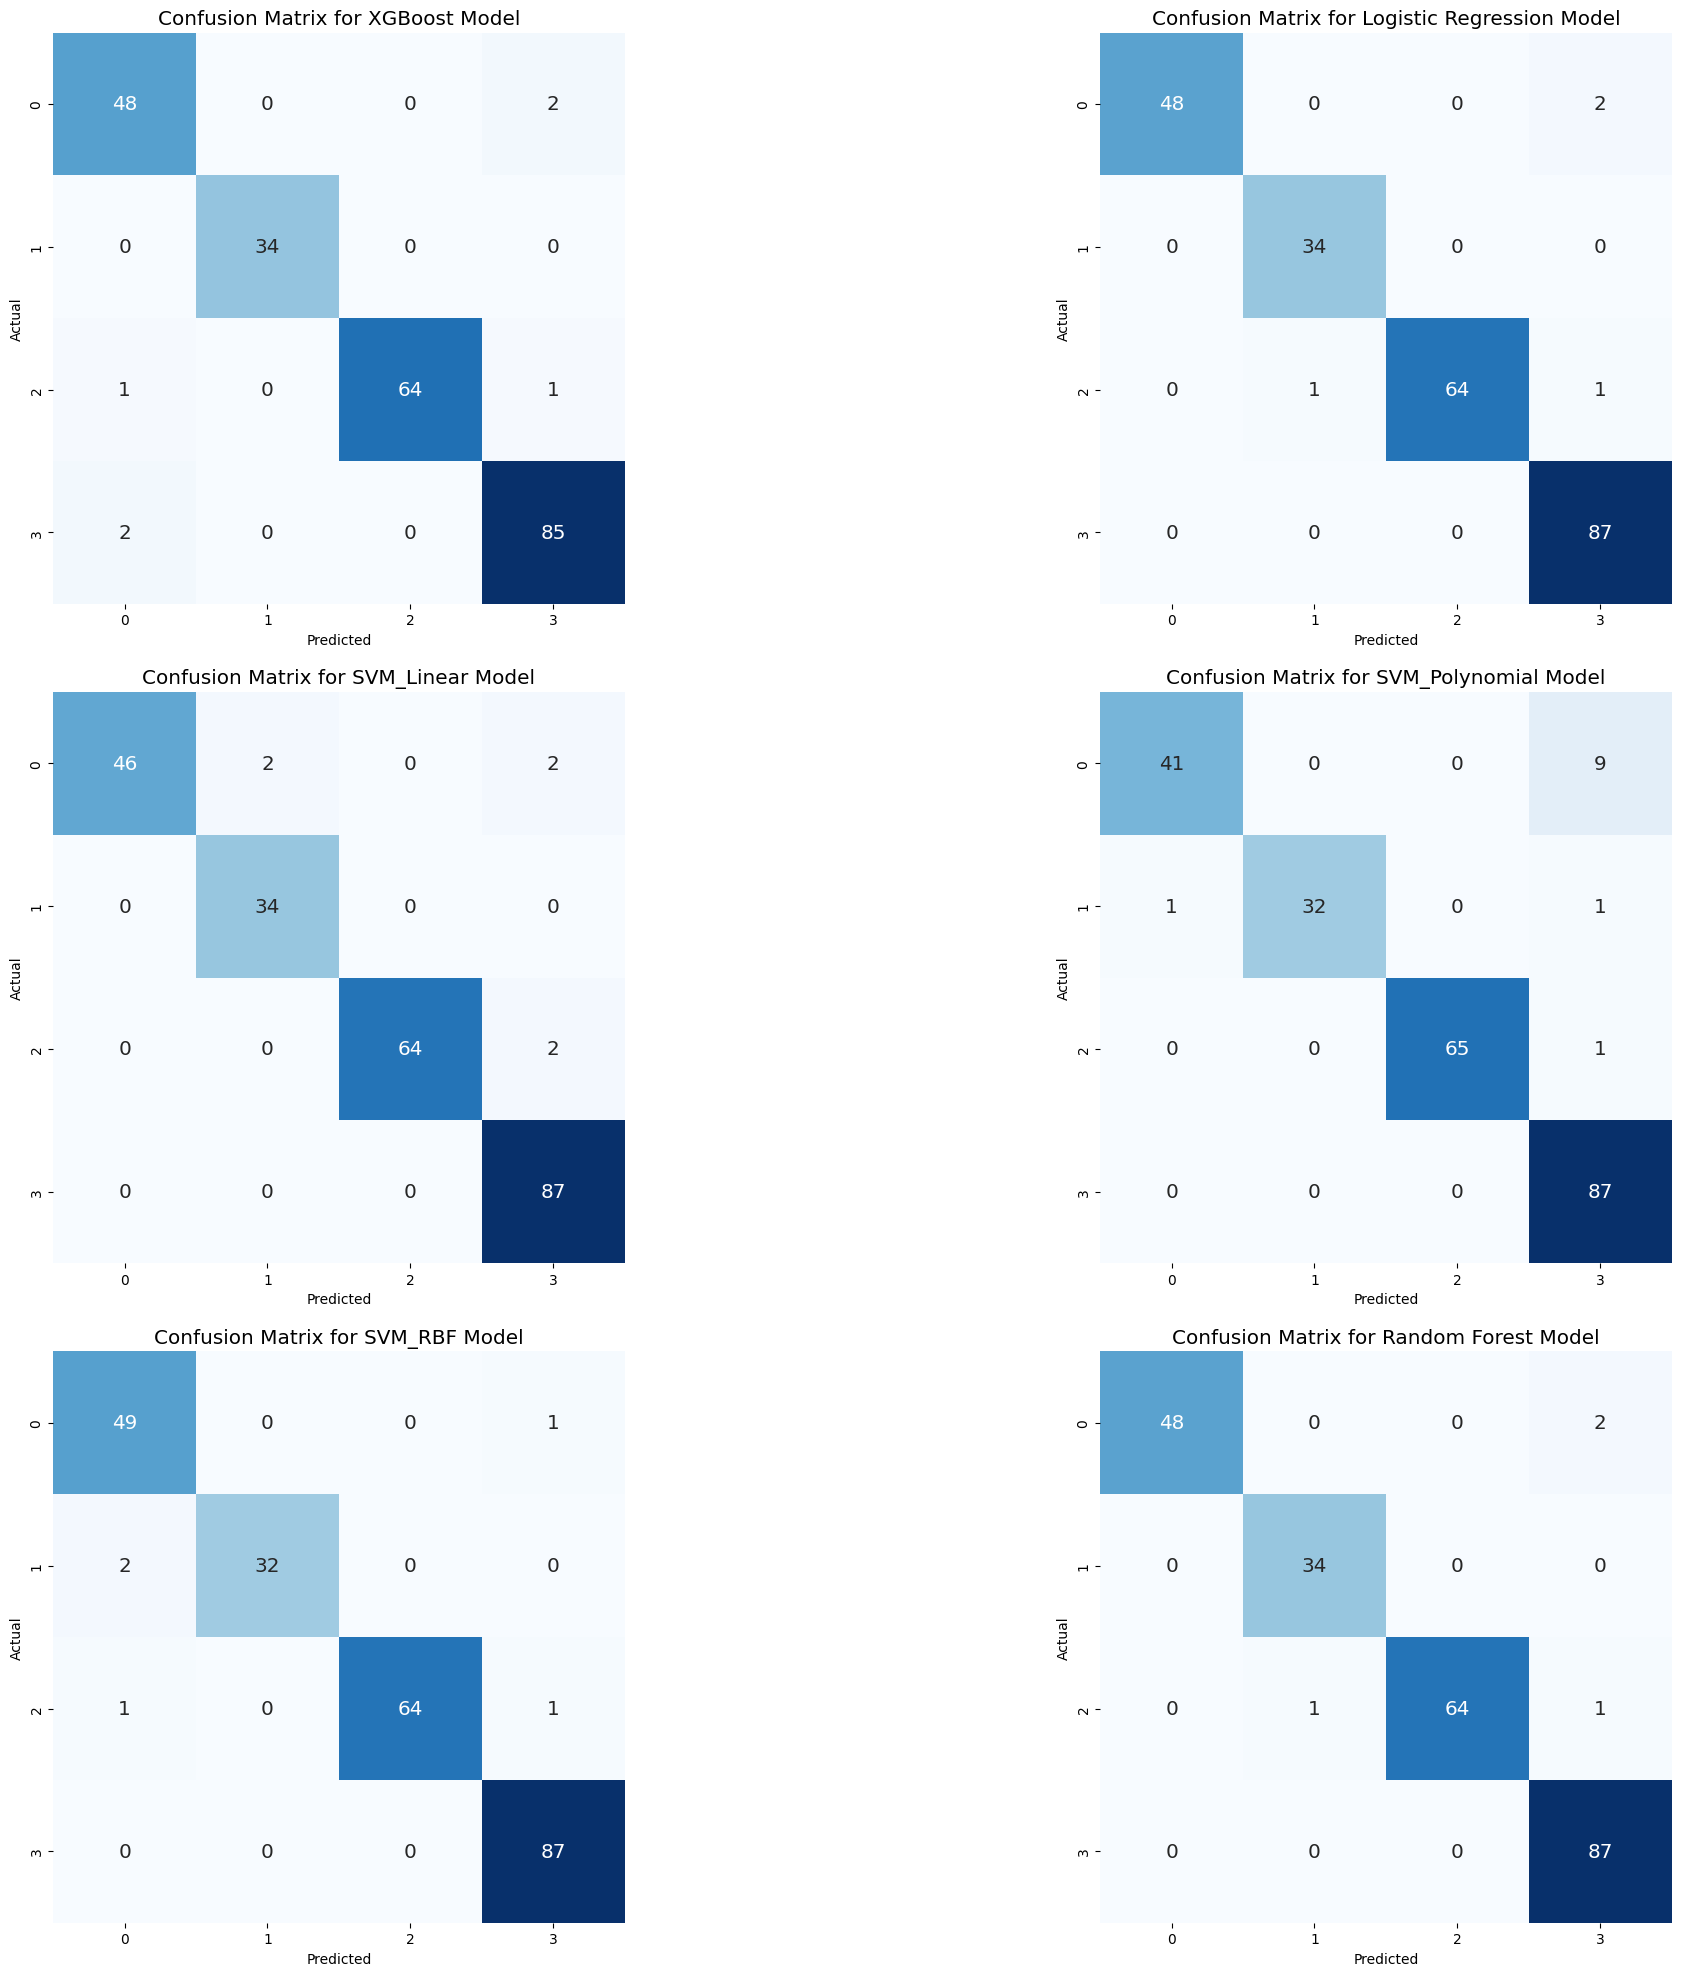 Confusion Matrix for XGBoost Model
0 48 0 0 2
1 0 34 0 0
Actual
2 1 0 64 1
3 2 0 0 85
0 1 2 3
Predicted
Confusion Matrix for Logistic Regression Model
0 48 0 0 2
1 0 34 0 0
Actual
2 0 1 64 1
3 0 0 0 87
0 1 2 3
Predicted
Confusion Matrix for SVM_Linear Model
0 46 2 0 2
1 0 34 0 0
Actual
2 0 0 64 2
3 0 0 0 87
0 1 2 3
Predicted
Confusion Matrix for SVM_Polynomial Model
0 41 0 0 9
1 1 32 0 1
Actual
2 0 0 65 1
3 0 0 0 87
0 1 2 3
Predicted
Confusion Matrix for SVM_RBF Model
0 49 0 0 1
1 2 32 0 0
Actual
2 1 0 64 1
3 0 0 0 87
0 1 2 3
Predicted
Confusion Matrix for Random Forest Model
0 48 0 0 2
1 0 34 0 0
Actual
2 0 1 64 1
3 0 0 0 87
0 1 2 3
Predicted